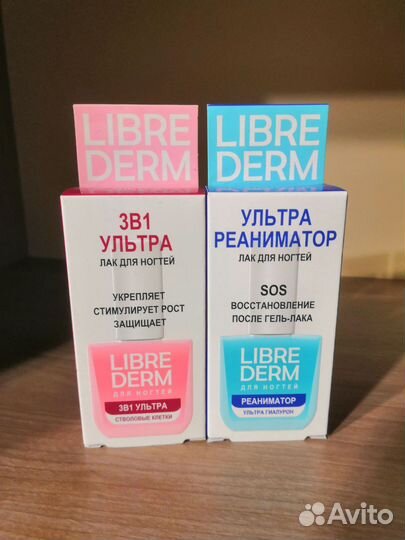 LIBRE
DERM
3В1
УЛЬТРА
ЛАК ДЛЯ НОГТЕЙ
УКРЕПЛЯЕТ
СТИМУЛИРУЕТ РОСТ
ЗАЩИЩАЕТ
LIBRE
DERM
ДЛЯ НОГТЕЙ
3В1 УЛЬТРА
СТВОЛОВЫЕ КЛЕТКИ
LIBRE
DERM
УЛЬТРА
РЕАНИМАТОР
ЛАК ДЛЯ НОГТЕЙ
SOS
ВОССТАНОВЛЕНИЕ
ПОСЛЕ ГЕЛЬ-ЛАКА
LIBRE
DERM
ДЛЯ НОГТЕЙ
РЕАНИМАТОР
УЛЬТРА ГИАЛУРОН
Avito